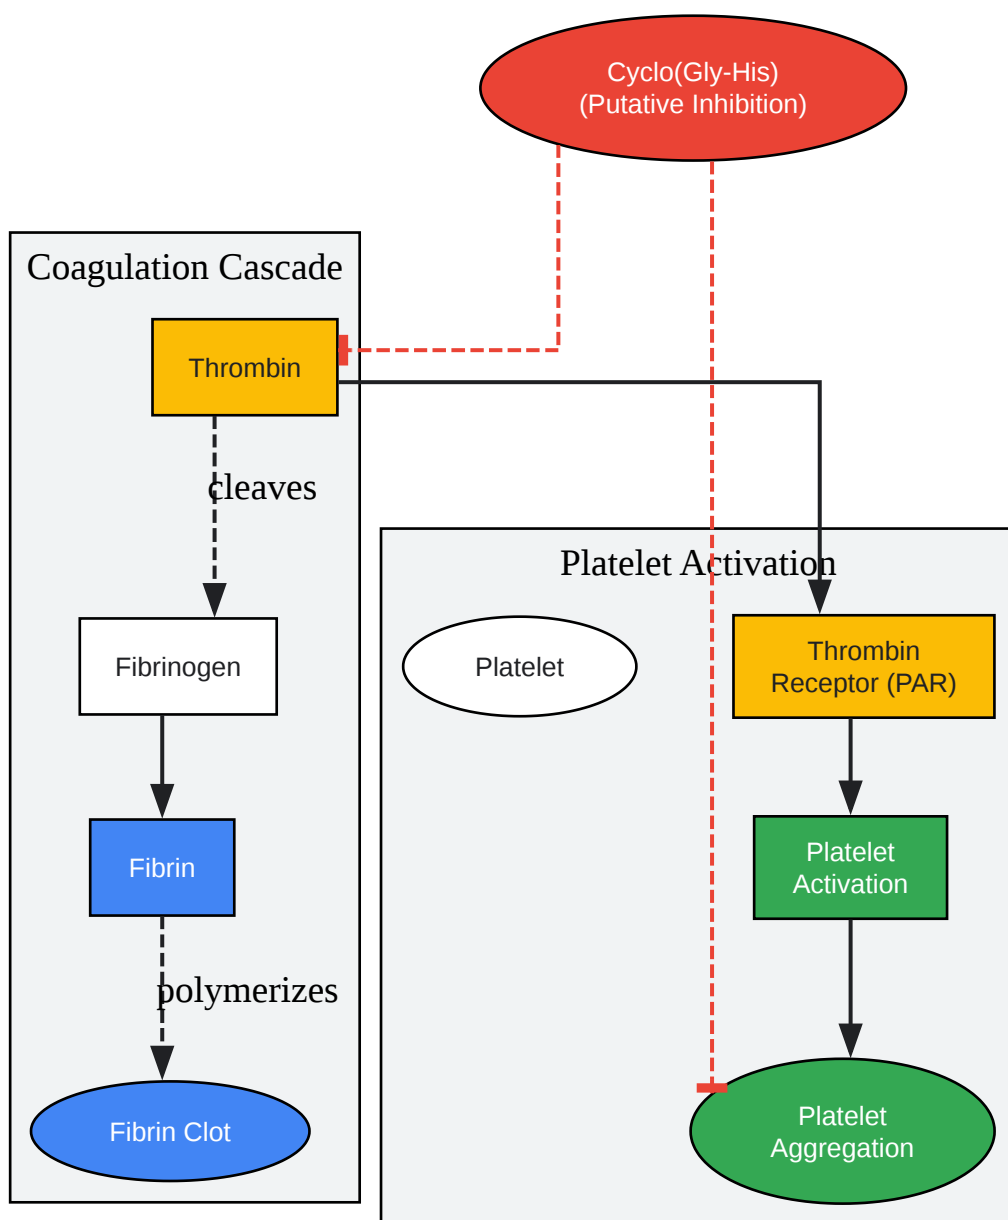 Cyclo(Gly-His)
(Putative Inhibition)
Coagulation Cascade
Thrombin
cleaves
Fibrinogen
Fibrin
polymerizes
Fibrin Clot
Platelet Activation
Platelet
Thrombin
Receptor (PAR)
Platelet
Activation
Platelet
Aggregation